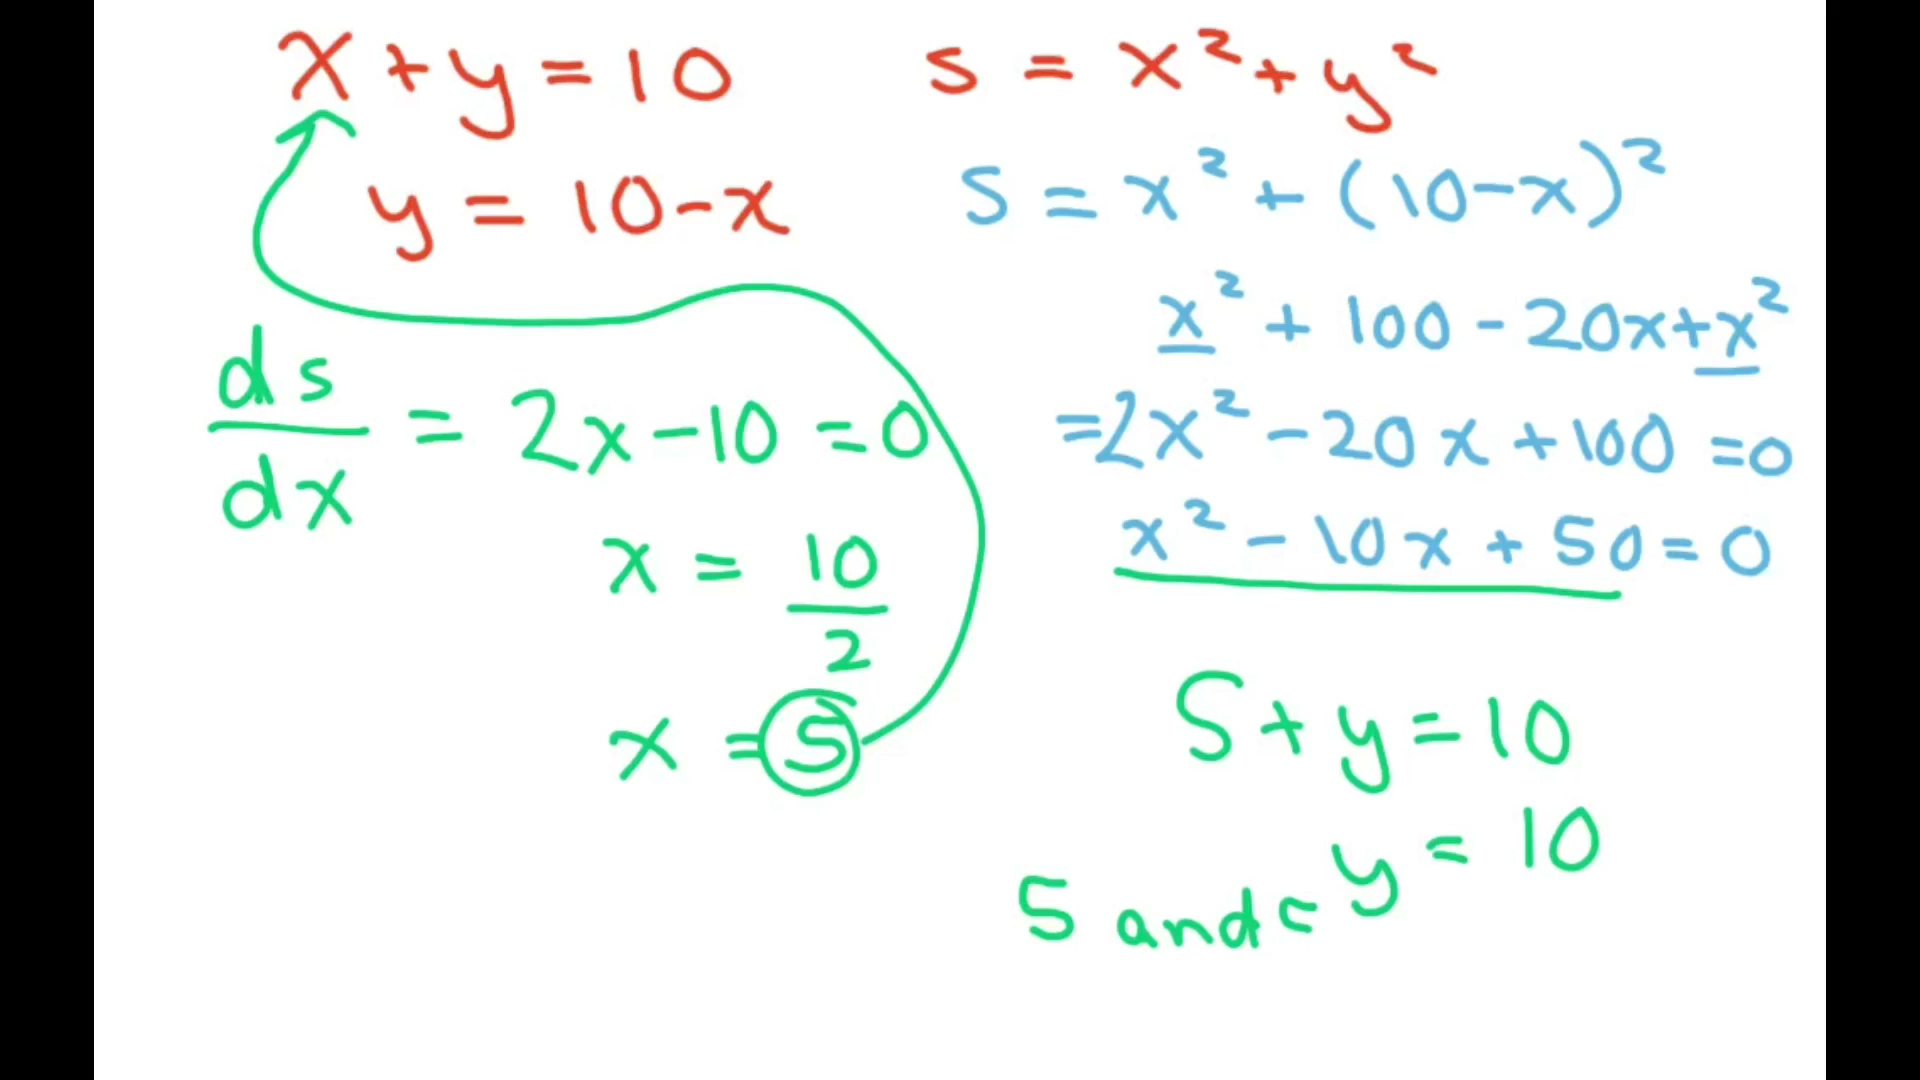 x + y = 10
y = 10 - x
s = x² + y²
s = x² + (10 - x)²
x² + 100 - 20x + x²
= 2x² - 20x + 100 = 0
x² - 10x + 50 = 0
ds/dx = 2x - 10 = 0
x = 10/2
x = 5
5 + y = 10
y = 10
5 and